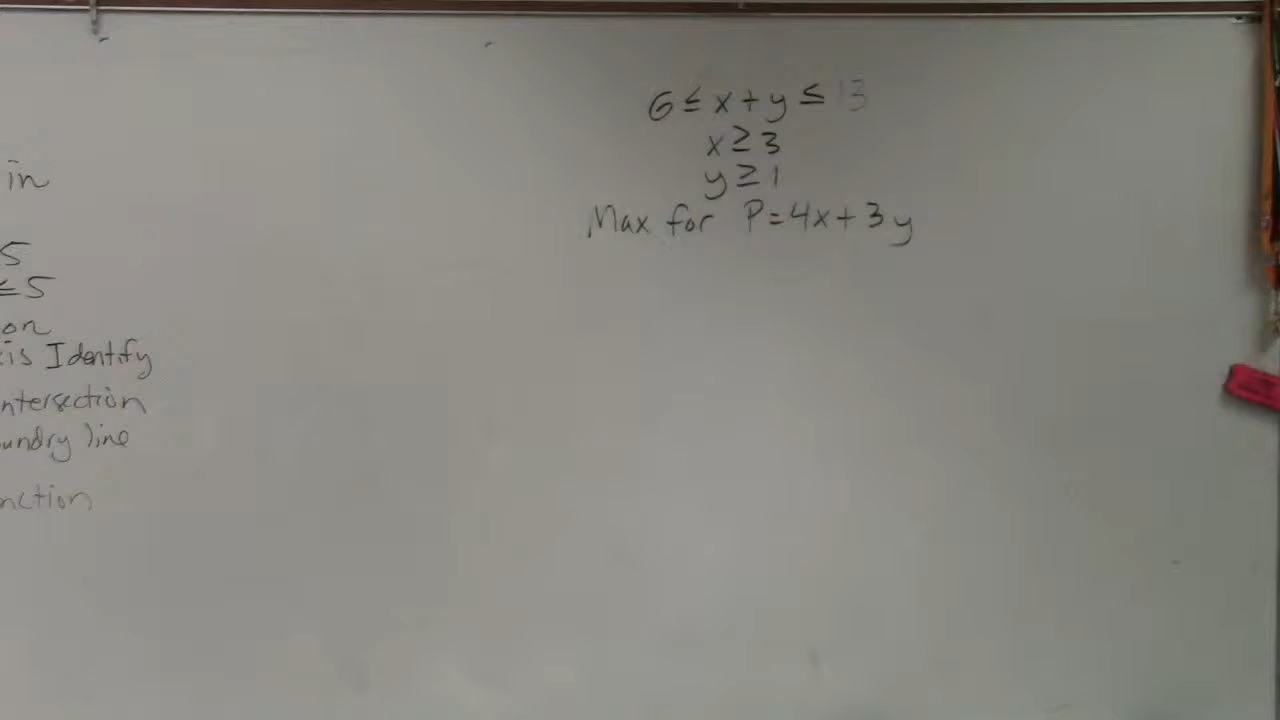 in
5
≤5
on
is Identify
ntersection
undry line
nction
6 ≤ x + y ≤ 13
x ≥ 3
y ≥ 1
Max for P = 4x + 3y